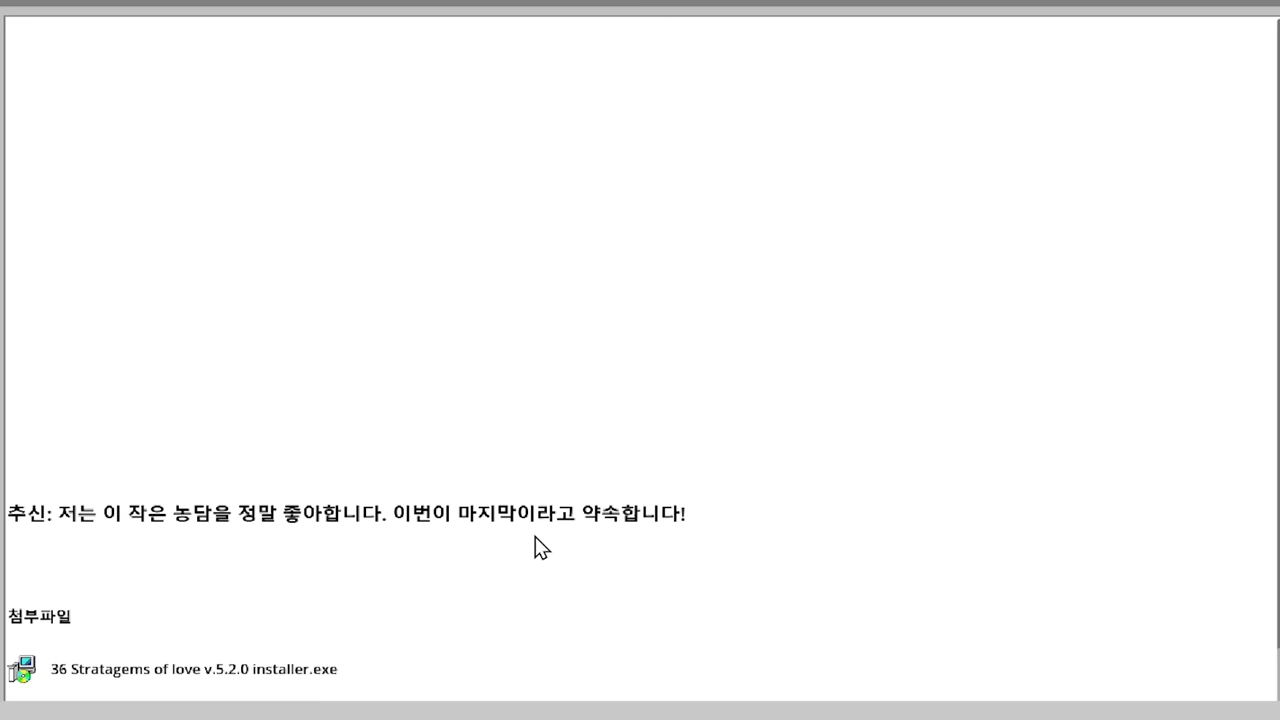 추신: 저는 이 작은 농담을 정말 좋아합니다. 이번이 마지막이라고 약속합니다!
첨부파일
36 Stratagems of love v.5.2.0 installer.exe